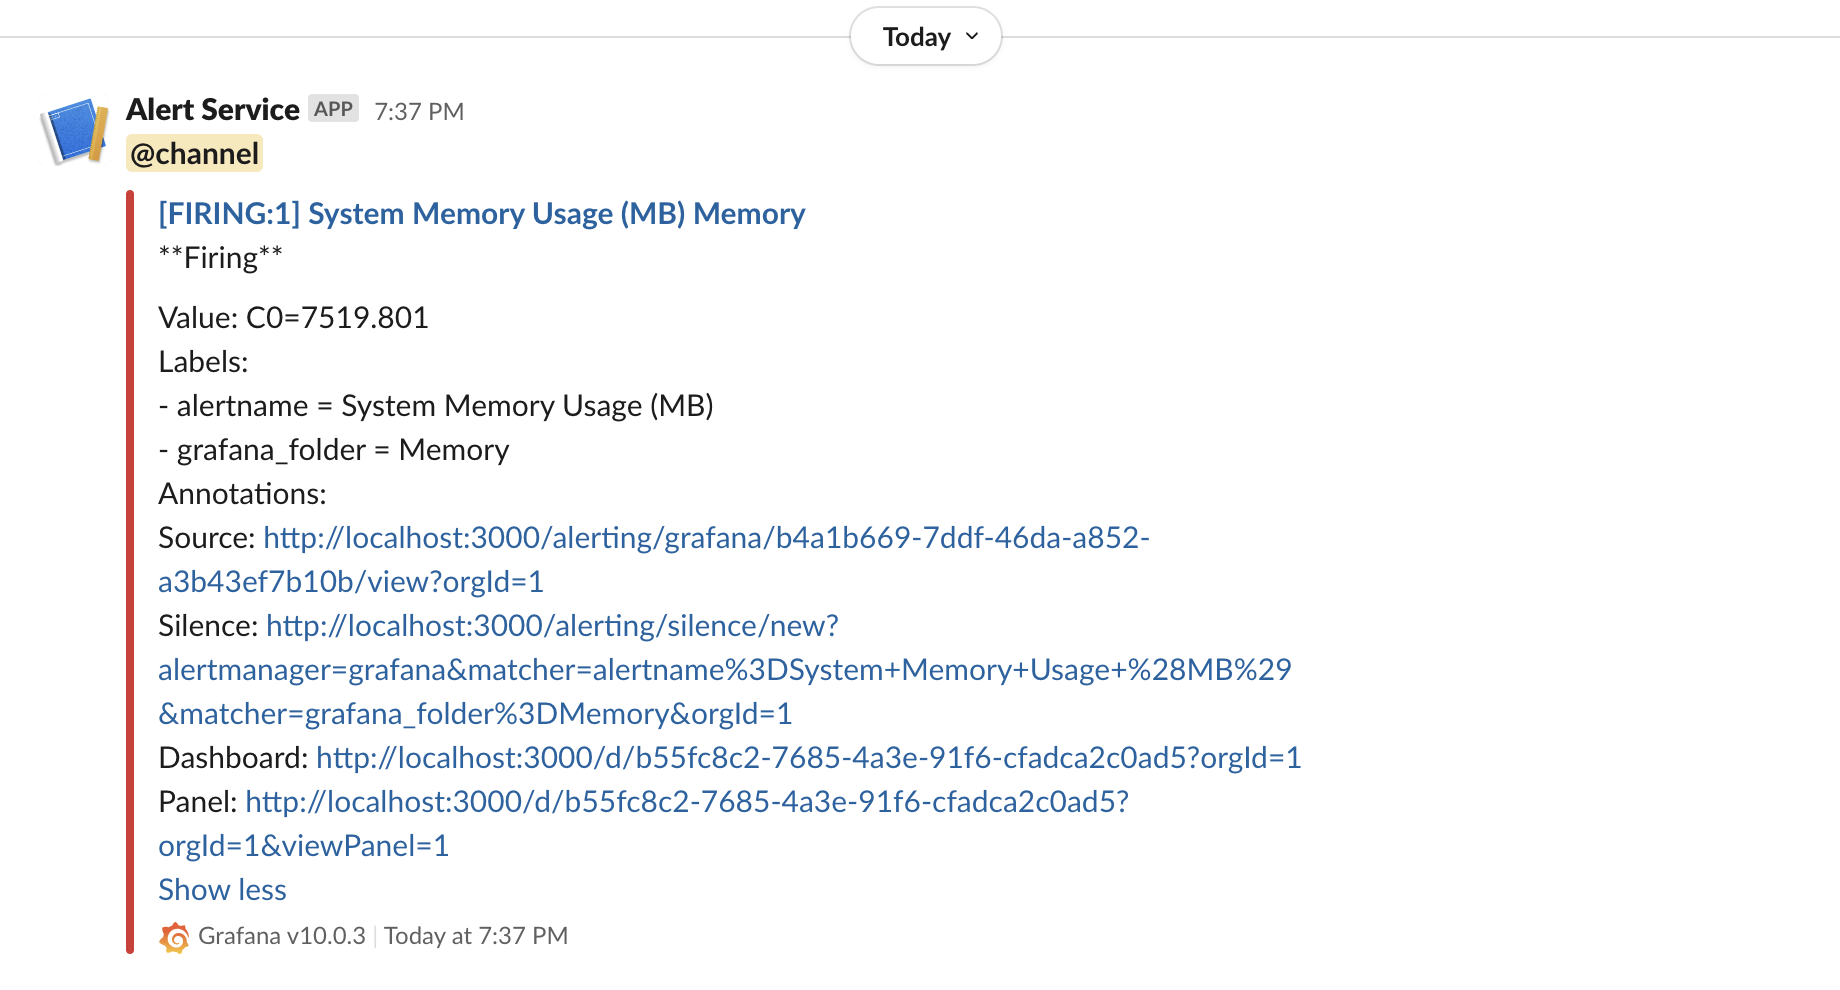 Today
Alert Service APP 7:37 PM
@channel
[FIRING:1] System Memory Usage (MB) Memory
**Firing**
Value: C0=7519.801
Labels:
- alertname = System Memory Usage (MB)
- grafana_folder = Memory
Annotations:
Source: http://localhost:3000/alerting/grafana/b4a1b669-7ddf-46da-a852-
a3b43ef7b10b/view?orgId=1
Silence: http://localhost:3000/alerting/silence/new?
alertmanager=grafana&matcher=alertname%3DSystem+Memory+Usage+%28MB%29
&matcher=grafana_folder%3DMemory&orgId=1
Dashboard: http://localhost:3000/d/b55fc8c2-7685-4a3e-91f6-cfadca2c0ad5?orgId=1
Panel: http://localhost:3000/d/b55fc8c2-7685-4a3e-91f6-cfadca2c0ad5?
orgId=1&viewPanel=1
Show less
Grafana v10.0.3 | Today at 7:37 PM